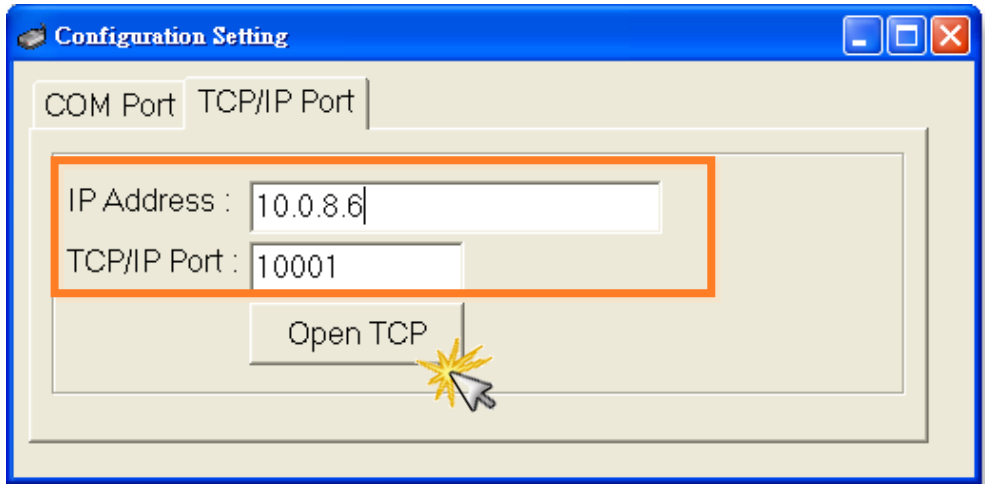 Configuration Setting
COM Port TCP/IP Port
IP Address : 10.0.8.6
TCP/IP Port : 10001
Open TCP